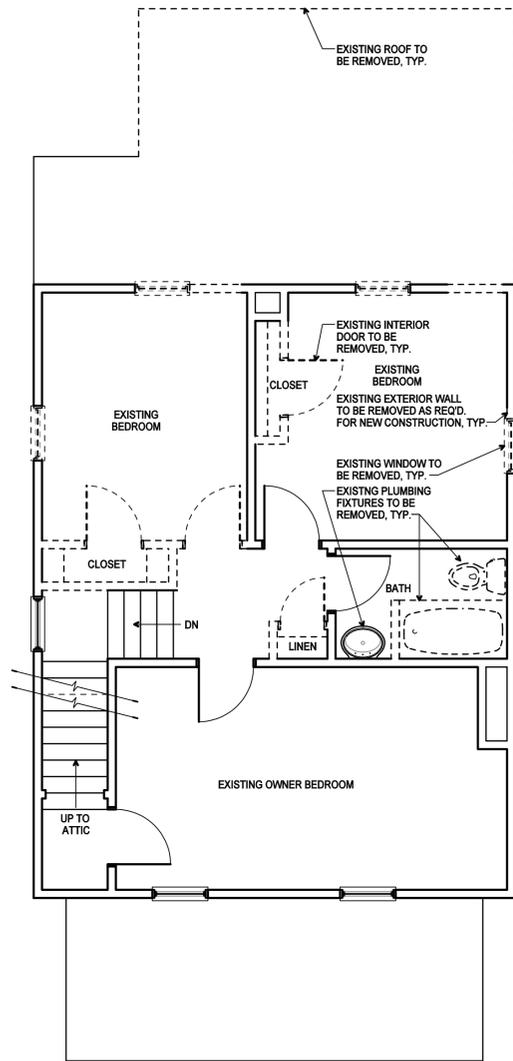 EXISTING ROOF TO
BE REMOVED, TYP.
EXISTING INTERIOR
DOOR TO BE
REMOVED, TYP.
EXISTING
BEDROOM
CLOSET
EXISTING EXTERIOR WALL
TO BE REMOVED AS REQ'D.
FOR NEW CONSTRUCTION, TYP.
EXISTING
BEDROOM
EXISTING WINDOW TO
BE REMOVED, TYP.
EXISTNG PLUMBING
FIXTURES TO BE
REMOVED, TYP.
CLOSET
BATH
DN
LINEN
EXISTING OWNER BEDROOM
UP TO
ATTIC